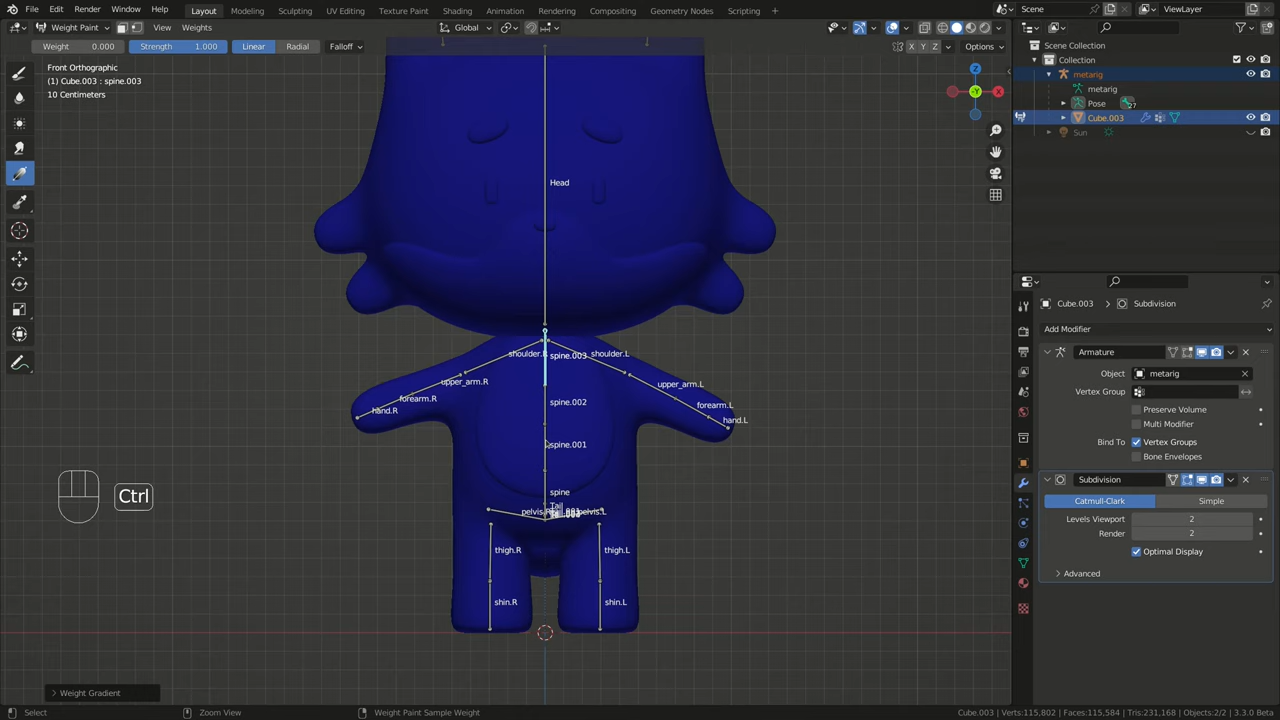 File Edit Render Window Help Layout Modeling Sculpting UV Editing Texture Paint Shading Animation Rendering Compositing Geometry Nodes Scripting Scene ViewLayer
Weight Paint View Weights Global
Weight 0.000 Strength 1.000 Linear Radial Falloff X Y Z Options
Front Orthographic
(1) Cube.003 : spine.003
10 Centimeters
Y
X
Z
Head
spine.003
shoulder.L
upper_arm.R
upper_arm.L
forearm.R
spine.002
forearm.L
hand.R
hand.L
spine.001
spine
pelvis.L
thigh.R
thigh.L
shin.R
shin.L
Ctrl
Weight Gradient
Scene Collection
Collection
metarig
metarig
Pose 27
Cube.003
Sun
Cube.003 Subdivision
Add Modifier
Armature
Object metarig
Vertex Group
Preserve Volume
Multi Modifier
Bind To Vertex Groups
Bone Envelopes
Subdivision
Catmull-Clark Simple
Levels Viewport 2
Render 2
Optimal Display
Advanced
Select Zoom View Weight Paint Sample Weight Cube.003 | Verts:115,802 | Faces:115,584 | Tris:231,168 | Objects:2/2 | 3.3.0 Beta